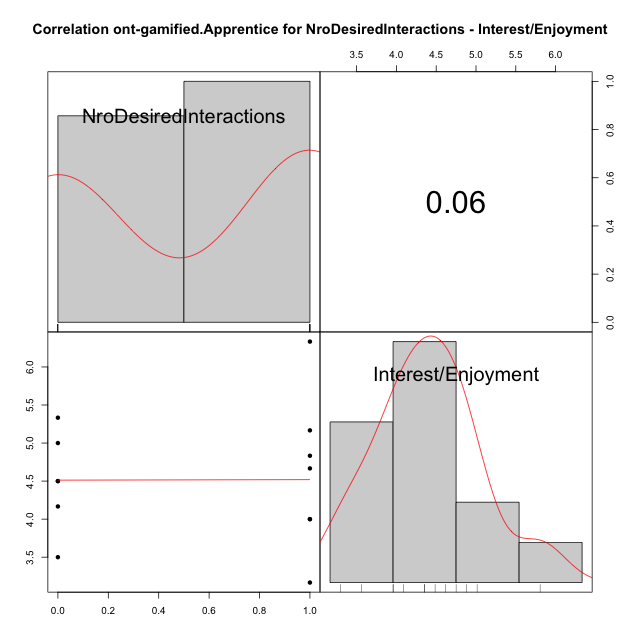 Correlation ont-gamified.Apprentice for NroDesiredInteractions - Interest/Enjoyment
3.5 4.0 4.5 5.0 5.5 6.0
NroDesiredInteractions
0.06
0.0 0.2 0.4 0.6 0.8 1.0
3.5 4.0 4.5 5.0 5.5 6.0
Interest/Enjoyment
0.0 0.2 0.4 0.6 0.8 1.0